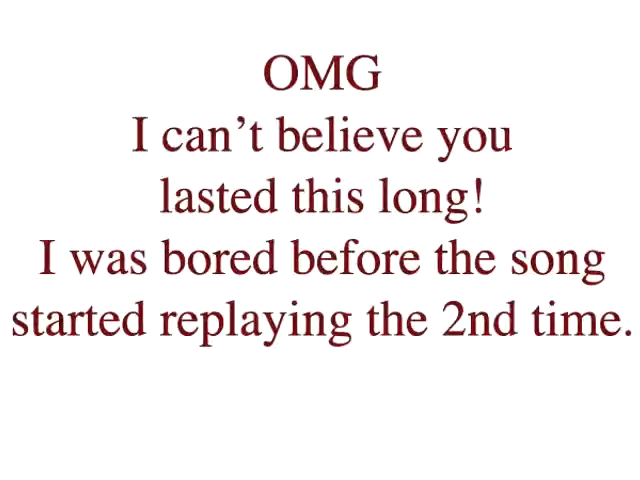 OMG
I can’t believe you
lasted this long!
I was bored before the song
started replaying the 2nd time.